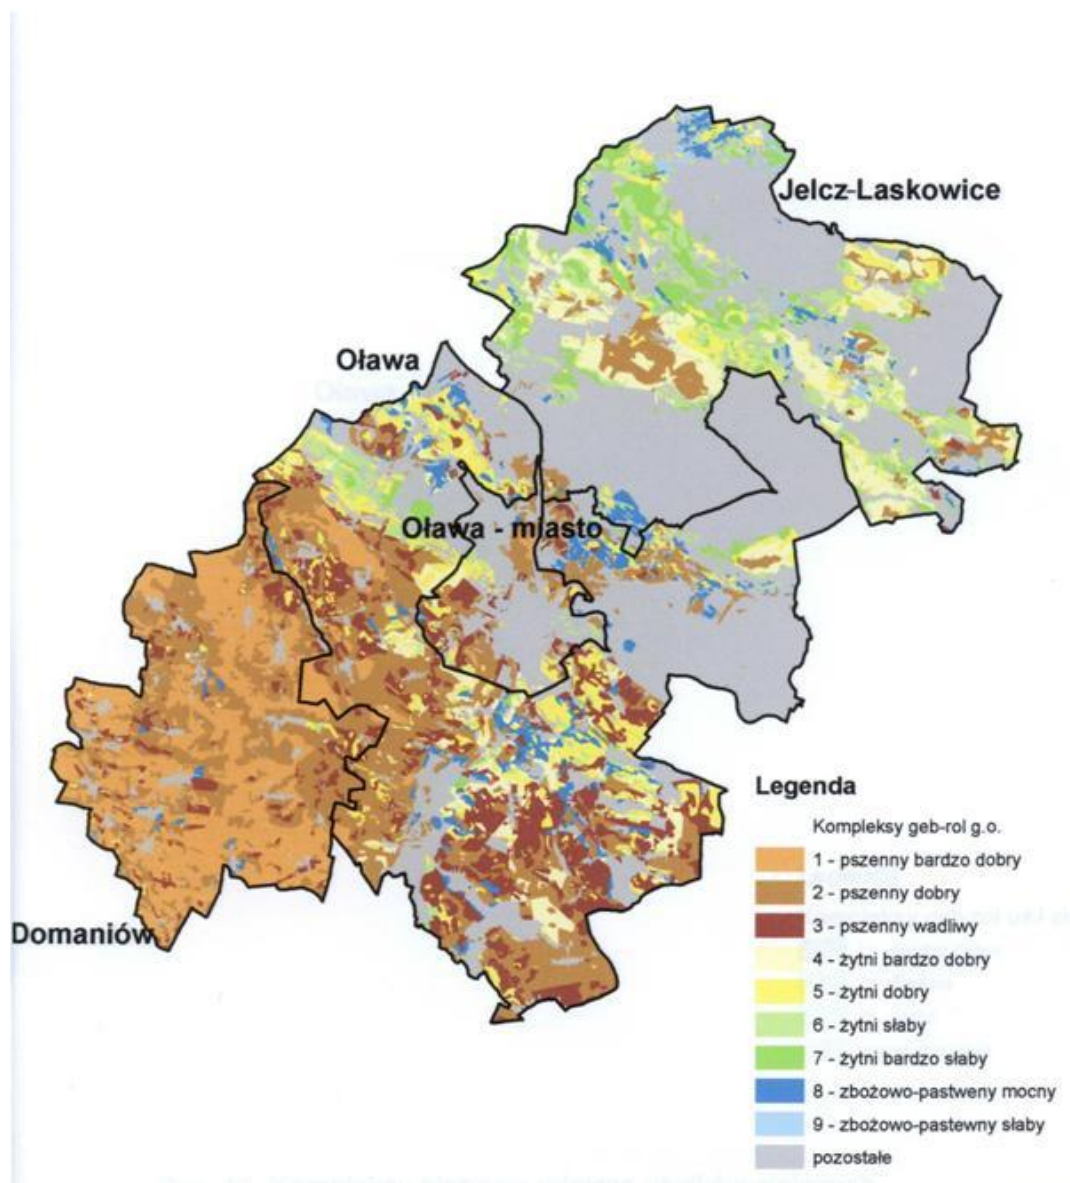 Jelcz-Laskowice
Oława
Oława - miasto
Domaniów
Legenda
Kompleksy geb-rol g.o.
1 - pszenny bardzo dobry
2 - pszenny dobry
3 - pszenny wadliwy
4 - żytni bardzo dobry
5 - żytni dobry
6 - żytni słaby
7 - żytni bardzo słaby
8 - zbożowo-pastweny mocny
9 - zbożowo-pastewny słaby
pozostałe